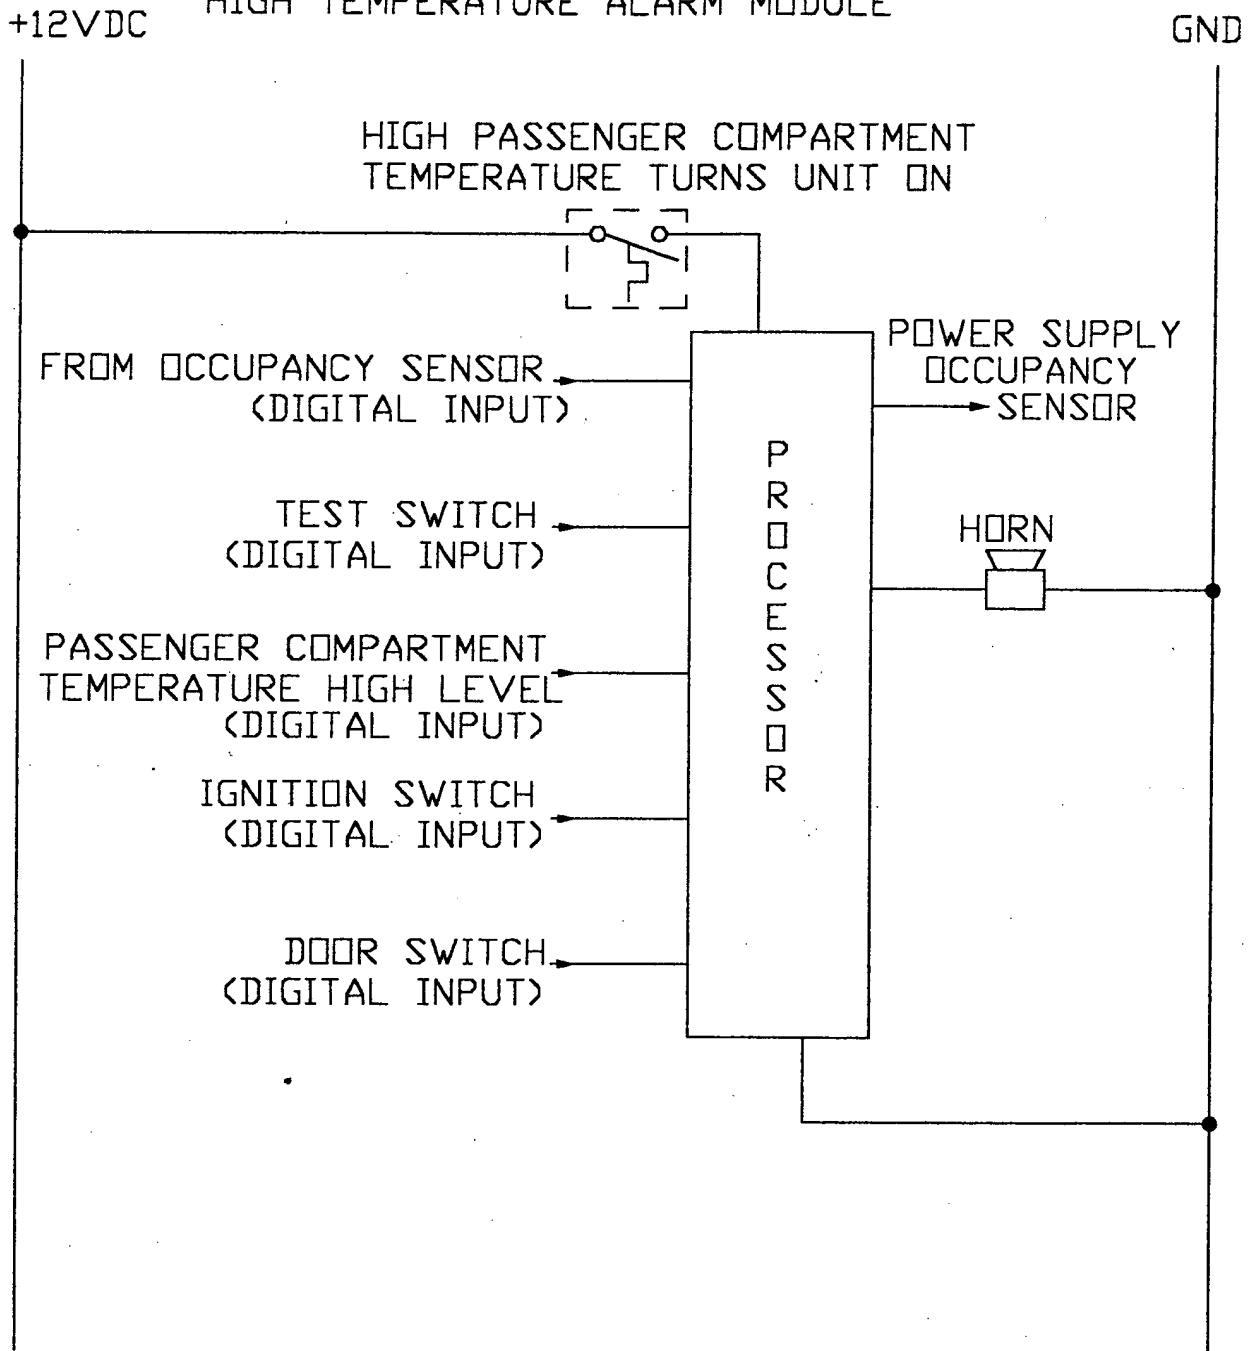 HIGH TEMPERATURE ALARM MODULE
+12VDC
GND
HIGH PASSENGER COMPARTMENT
TEMPERATURE TURNS UNIT ON
FROM OCCUPANCY SENSOR
(DIGITAL INPUT)
POWER SUPPLY
OCCUPANCY
SENSOR
TEST SWITCH
(DIGITAL INPUT)
HORN
PROCESSOR
PASSENGER COMPARTMENT
TEMPERATURE HIGH LEVEL
(DIGITAL INPUT)
IGNITION SWITCH
(DIGITAL INPUT)
DOOR SWITCH
(DIGITAL INPUT)